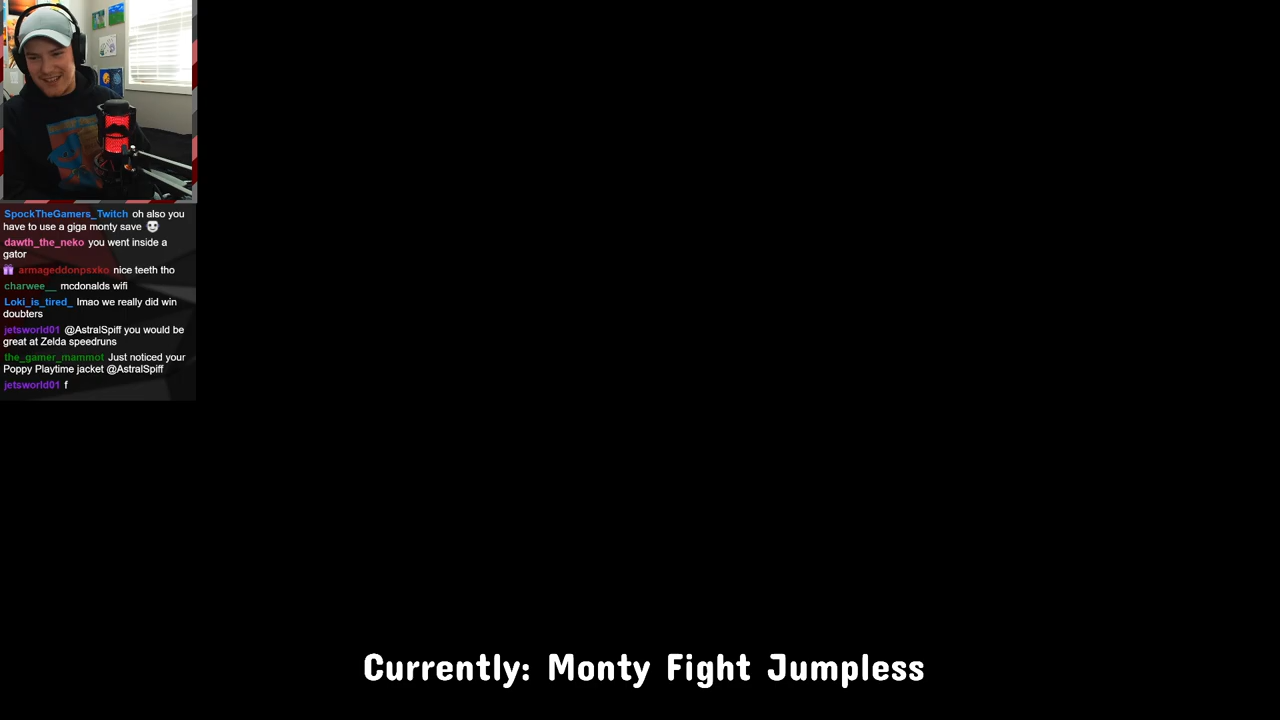 SpockTheGamers_Twitch oh also you
have to use a giga monty save
dawth_the_neko you went inside a
gator
armageddonpsxko nice teeth tho
charwee__ mcdonalds wifi
Loki_is_tired_ lmao we really did win
doubters
jetsworld01 @AstralSpiff you would be
great at Zelda speedruns
the_gamer_mammot Just noticed your
Poppy Playtime jacket @AstralSpiff
jetsworld01 f
Currently: Monty Fight Jumpless